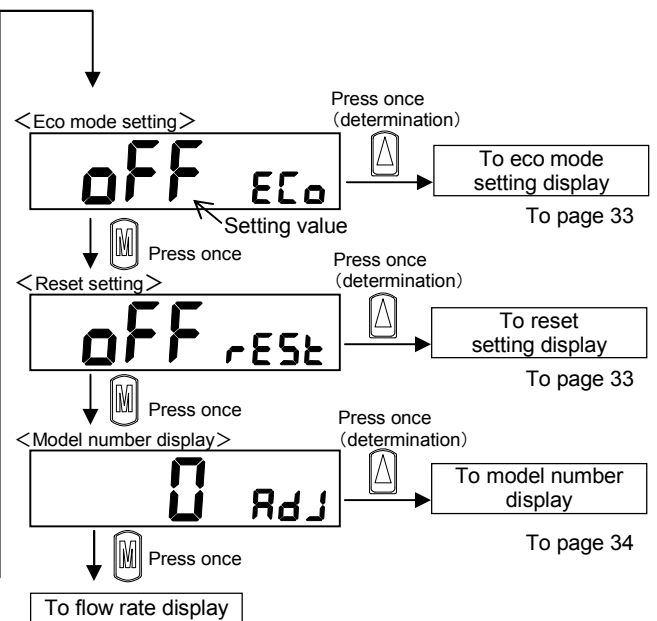 Press once
（determination）
＜Eco mode setting＞
oFF ECo
To eco mode
setting display
Setting value
To page 33
M
Press once
Press once
（determination）
＜Reset setting＞
oFF rESt
To reset
setting display
To page 33
M
Press once
Press once
（determination）
＜Model number display＞
0 AdJ
To model number
display
To page 34
M
Press once
To flow rate display